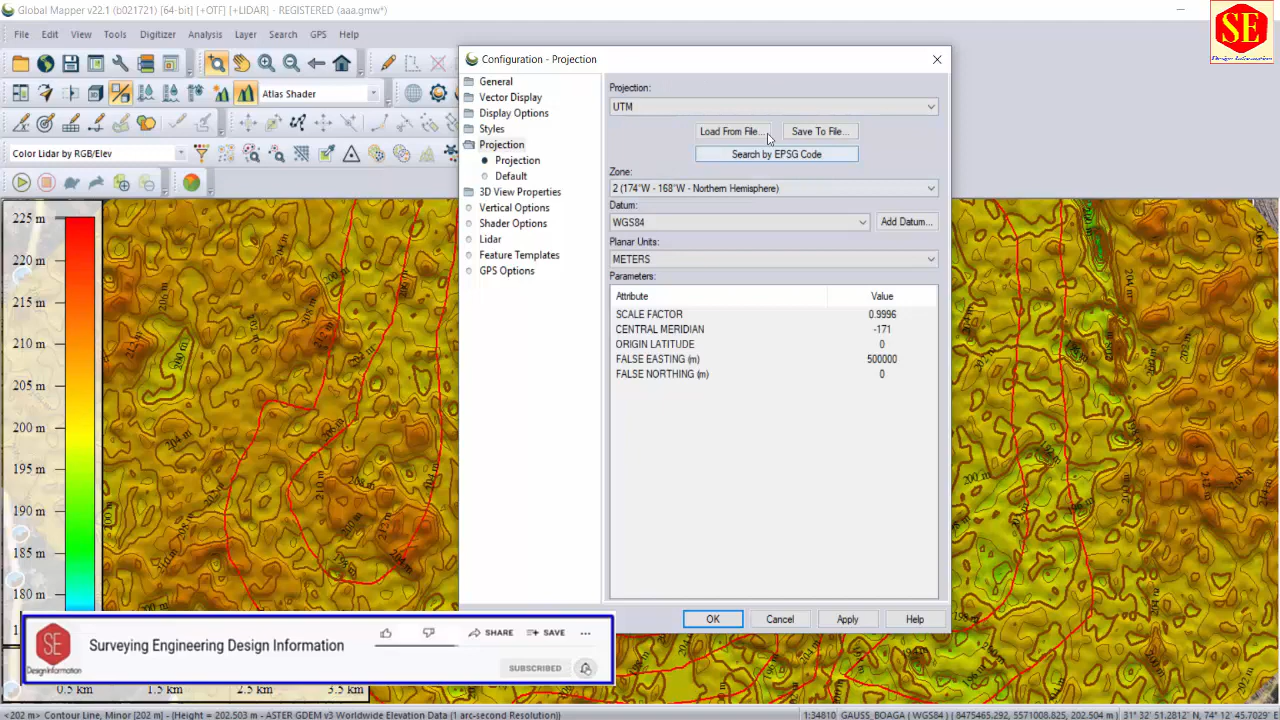 Global Mapper v22.1 (b021721) [64-bit] [+OTF] [+LIDAR] - REGISTERED (aaa.gmw*)
SE
Design Information
File Edit View Tools Digitizer Analysis Layer Search GPS Help
Atlas Shader
Color Lidar by RGB/Elev
Configuration - Projection
General
Vector Display
Display Options
Styles
Projection
Projection
Default
3D View Properties
Vertical Options
Shader Options
Lidar
Feature Templates
GPS Options
Projection:
UTM
Load From File...
Save To File...
Search by EPSG Code
Zone:
2 (174°W - 168°W - Northern Hemisphere)
Datum:
WGS84
Add Datum...
Planar Units:
METERS
Parameters:
Attribute Value
SCALE FACTOR 0.9996
CENTRAL MERIDIAN -171
ORIGIN LATITUDE 0
FALSE EASTING (m) 500000
FALSE NORTHING (m) 0
OK Cancel Apply Help
225 m
220 m
215 m
210 m
205 m
200 m
195 m
190 m
185 m
180 m
SE
Design Information
Surveying Engineering Design Information
SHARE
SAVE
SUBSCRIBED
0.5 km 1.5 km 2.5 km 3.5 km
<202 m> Contour Line, Minor [202 m] - (Height = 202.503 m - ASTER GDEM v3 Worldwide Elevation Data (1 arc-second Resolution))
1:34810 GAUSS_BOAGA ( WGS84 ) ( 8475465.292, 5571008.825, 202.504 m )